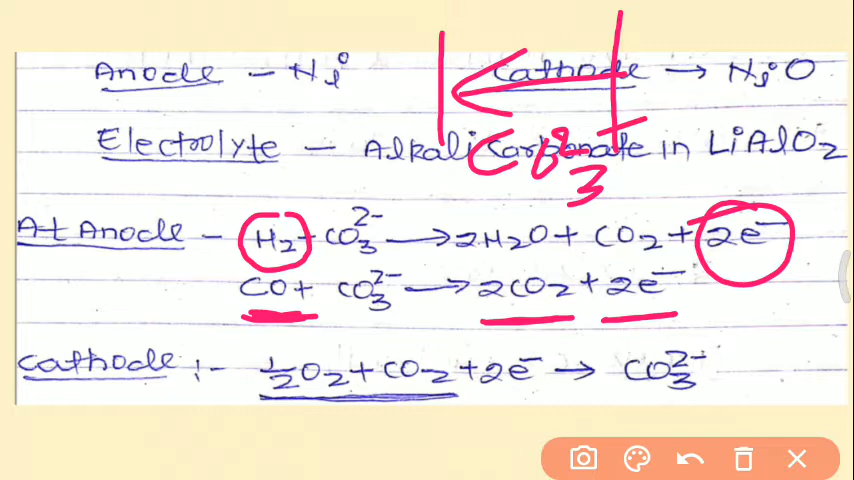 Anode – Ni Cathode → NiO
Electrolyte – Alkali Carbonate in LiAlO2
CO3
At Anode – H2 + CO3^2- → 2H2O + CO2 + 2e^-
CO + CO3^2- → 2CO2 + 2e^-
Cathode :- 1/2 O2 + CO2 + 2e^- → CO3^2-